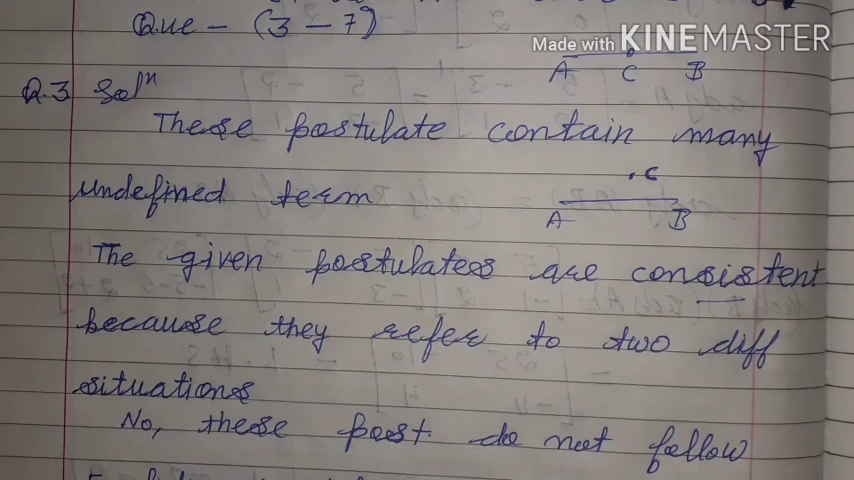 Que - (3 - 7)
Made with KINEMASTER
A C B
Q.3 Solⁿ
These postulate contain many
undefined term
.C
A B
The given postulates are consistent
because they refer to two diff
situations
No, these post. do not follow